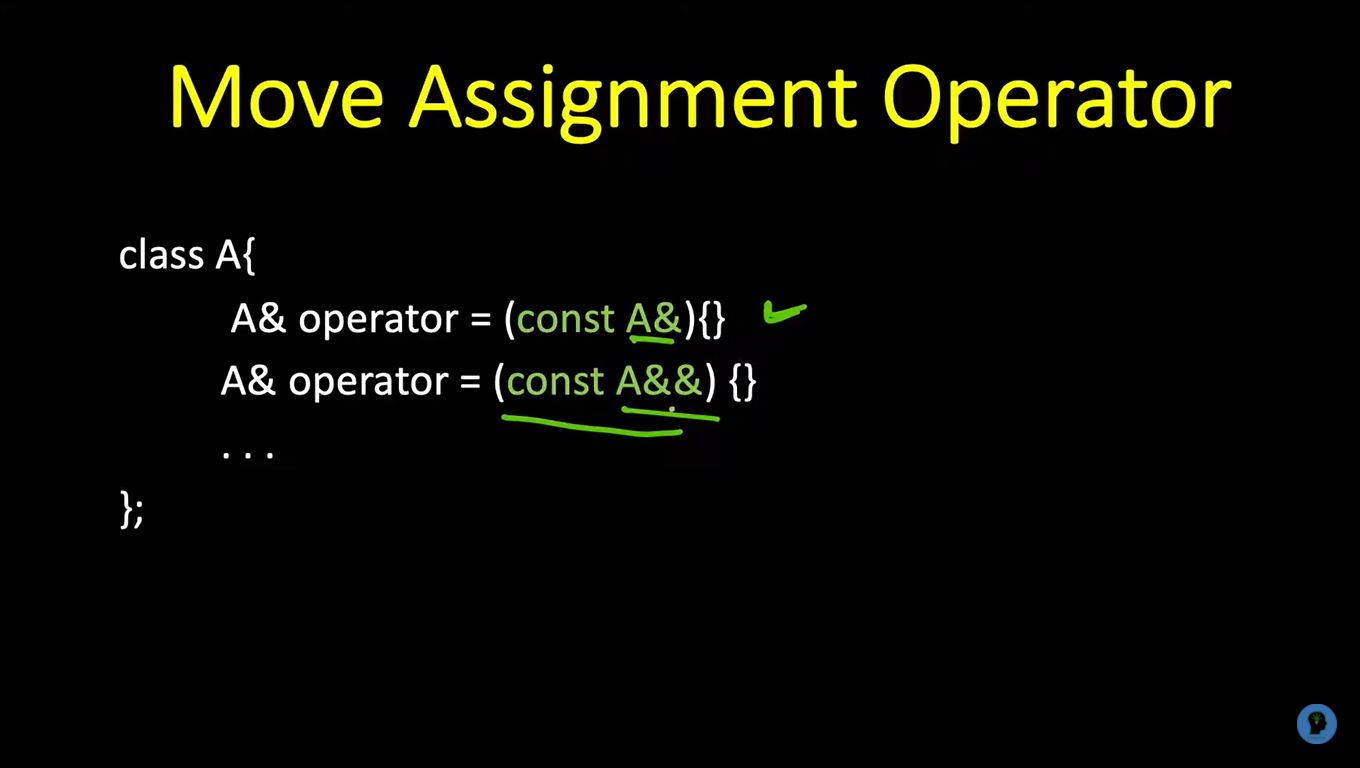 Move Assignment Operator
class A{
A& operator = (const A&){}
A& operator = (const A&&) {}
. . .
};